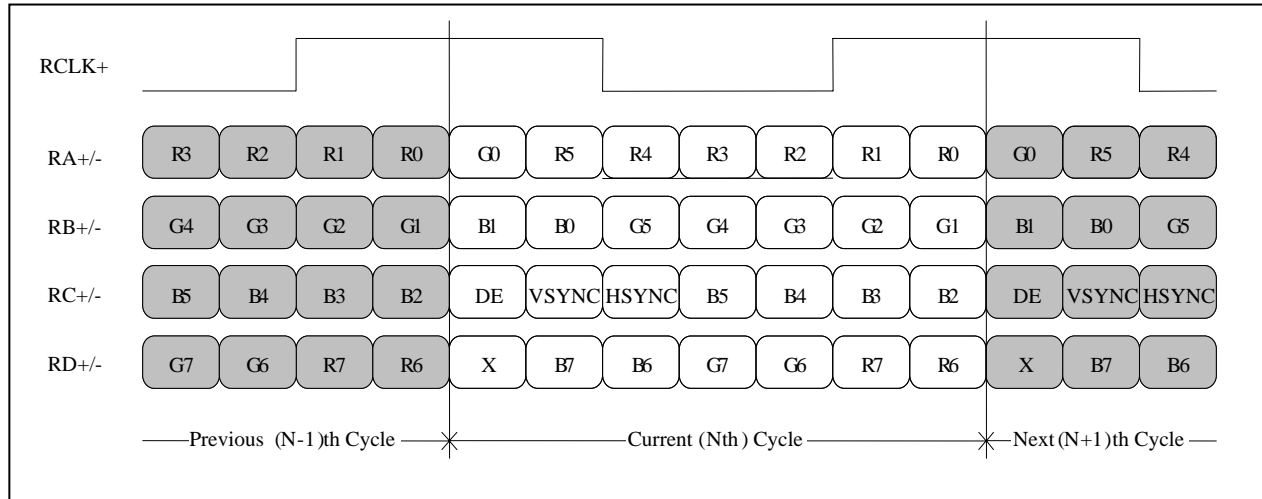 RCLK+
RA+/- R3 R2 R1 R0 G0 R5 R4 R3 R2 R1 R0 G0 R5 R4
RB+/- G4 G3 G2 G1 B1 B0 G5 G4 G3 G2 G1 B1 B0 G5
RC+/- B5 B4 B3 B2 DE VSYNC HSYNC B5 B4 B3 B2 DE VSYNC HSYNC
RD+/- G7 G6 R7 R6 X B7 B6 G7 G6 R7 R6 X B7 B6
Previous (N-1)th Cycle Current (Nth) Cycle Next (N+1)th Cycle